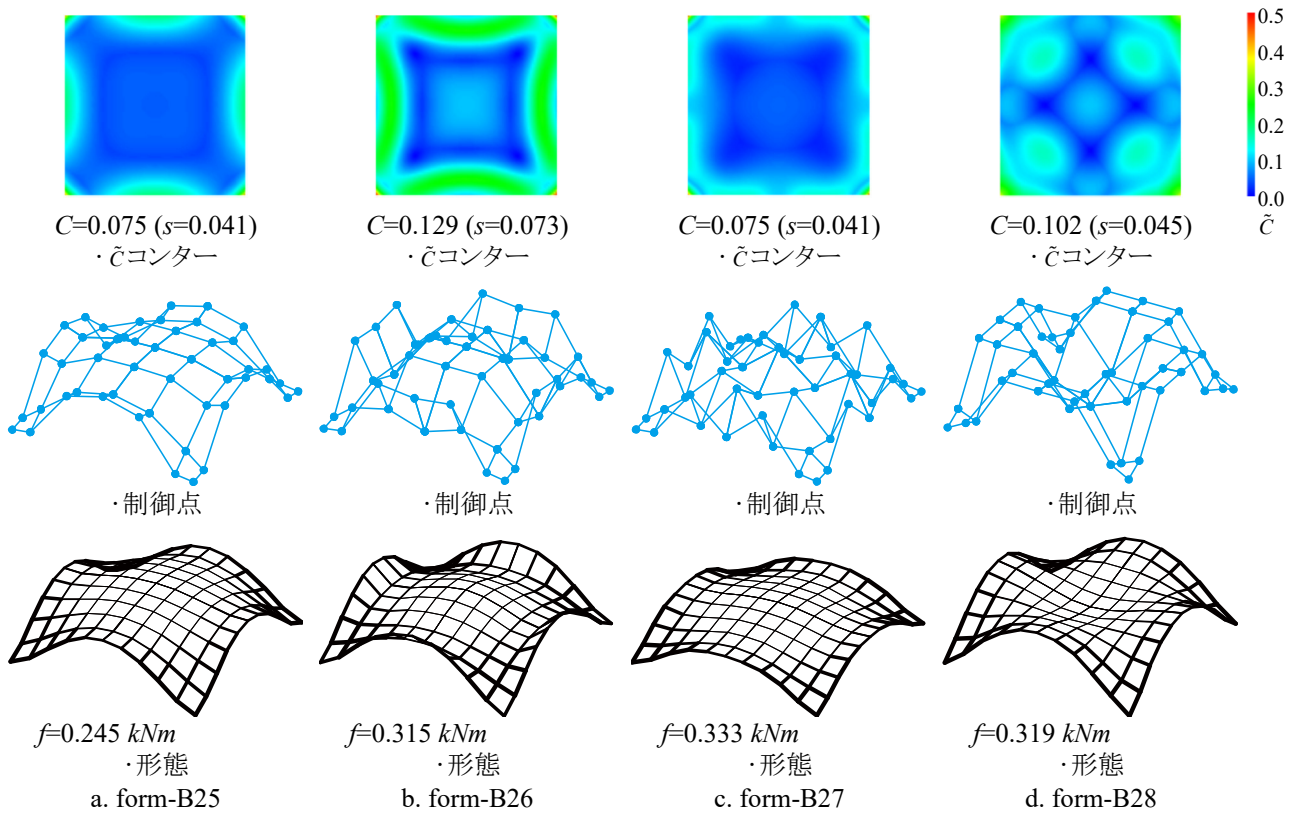 0.5
0.4
0.3
0.2
0.1
0.0
C̃
C=0.075 (s=0.041)
C=0.129 (s=0.073)
C=0.075 (s=0.041)
C=0.102 (s=0.045)
・C̃コンター
・C̃コンター
・C̃コンター
・C̃コンター
・制御点
・制御点
・制御点
・制御点
f=0.245 kNm
f=0.315 kNm
f=0.333 kNm
f=0.319 kNm
・形態
・形態
・形態
・形態
a. form-B25
b. form-B26
c. form-B27
d. form-B28